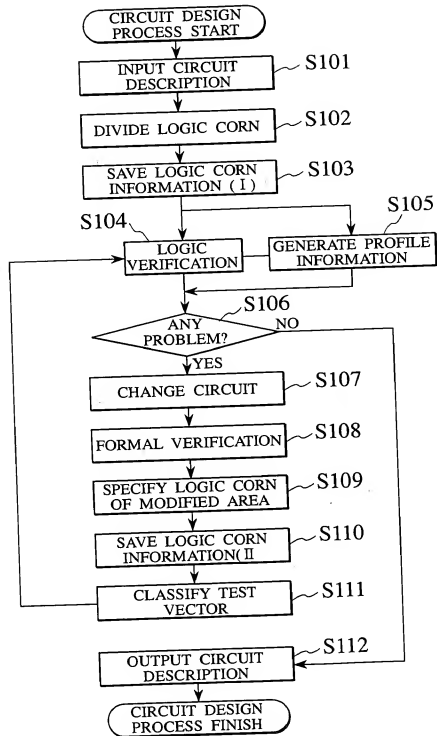 CIRCUIT DESIGN
PROCESS START
INPUT CIRCUIT
DESCRIPTION
S101
DIVIDE LOGIC CORN
S102
SAVE LOGIC CORN
INFORMATION (I)
S103
S104
LOGIC
VERIFICATION
S105
GENERATE PROFILE
INFORMATION
S106
ANY
PROBLEM?
NO
YES
CHANGE CIRCUIT
S107
FORMAL VERIFICATION
S108
SPECIFY LOGIC CORN
OF MODIFIED AREA
S109
SAVE LOGIC CORN
INFORMATION(II
S110
CLASSIFY TEST
VECTOR
S111
S112
OUTPUT CIRCUIT
DESCRIPTION
CIRCUIT DESIGN
PROCESS FINISH